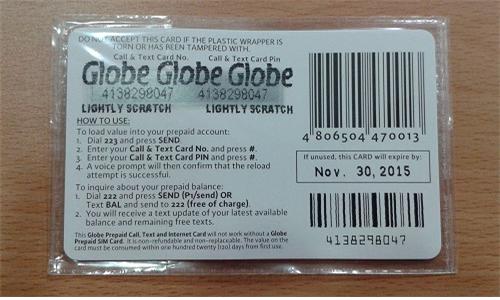 DO NOT ACCEPT THIS CARD IF THE PLASTIC WRAPPER IS
TORN OR HAS BEEN TAMPERED WITH.
Call & Text Card No. Call & Text Card Pin
Globe Globe Globe
4138298047 4138298047
LIGHTLY SCRATCH LIGHTLY SCRATCH
HOW TO USE:
To load value into your prepaid account:
1. Dial 223 and press SEND.
2. Enter your Call & Text Card No. and press #.
3. Enter your Call & Text Card PIN and press #.
4. A voice prompt will then confirm that the reload
attempt is successful.
To inquire about your prepaid balance:
1. Dial 222 and press SEND (P1/send) OR
Text BAL and send to 222 (free of charge).
2. You will receive a text update of your latest available
balance and remaining free texts.
This Globe Prepaid Call, Text and Internet Card will not work without a Globe
Prepaid SIM Card. It is non-refundable and non-replaceable. The value on the
card must be consumed within one hundred twenty (120) days from first use.
4 806504 470013
If unused, this CARD will expire by:
Nov. 30, 2015
4138298047